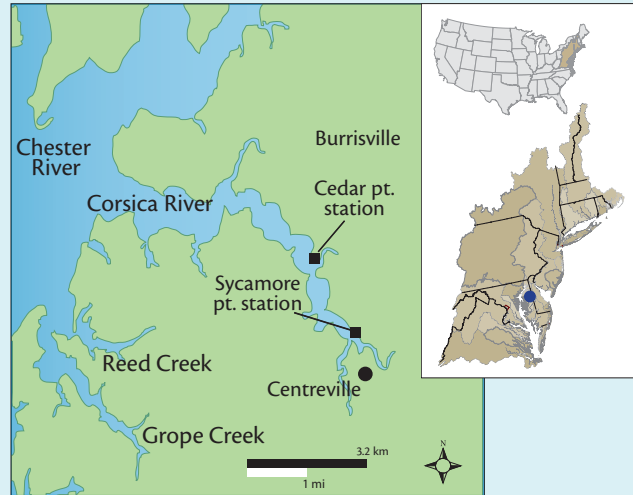 Burrisville
Chester
River
Cedar pt.
station
Corsica River
Sycamore
pt. station
Reed Creek
Centreville
Grope Creek
3.2 km
1 mi
N